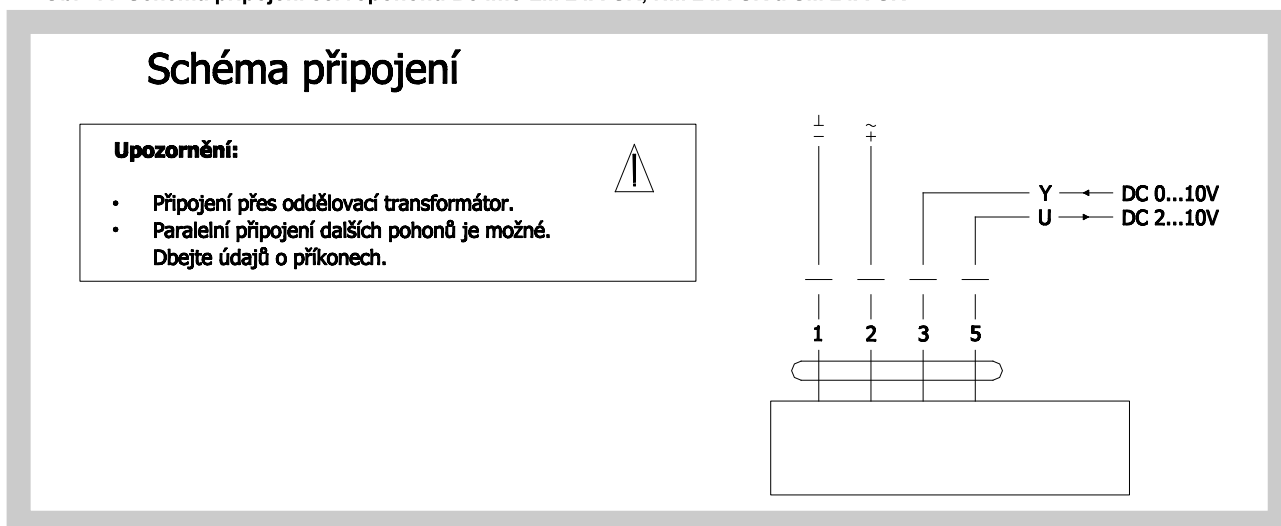 Schéma připojení
Upozornění:
• Připojení přes oddělovací transformátor.
• Paralelní připojení dalších pohonů je možné.
Dbejte údajů o příkonech.
⊥ ~
− +
Y DC 0...10V
U DC 2...10V
1 2 3 5